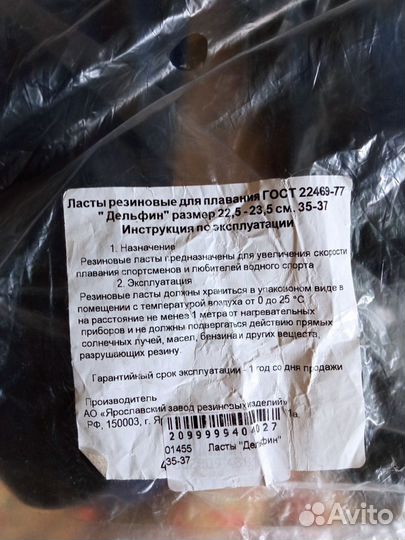 Ласты резиновые для плавания ГОСТ 22469-77
"Дельфин" размер 22,5-23,5 см. 35-37
Инструкция по эксплуатации
1. Назначение
Резиновые ласты предназначены для увеличения скорости
плавания спортсменов и любителей водного спорта
2. Эксплуатация
Резиновые ласты должны храниться в упакованном виде в
помещении с температурой воздуха от 0 до 25 °С
на расстояние не менее 1 метра от нагревательных
приборов и не должны подвергаться действию прямых
солнечных лучей, масел, бензина и других веществ,
разрушающих резину.
Гарантийный срок эксплуатации - 1 год со дня продажи
Производитель
АО «Ярославский завод резиновых изделий»
РФ, 150003, г.
01455 Ласты "Дельфин"
35-37
Avito